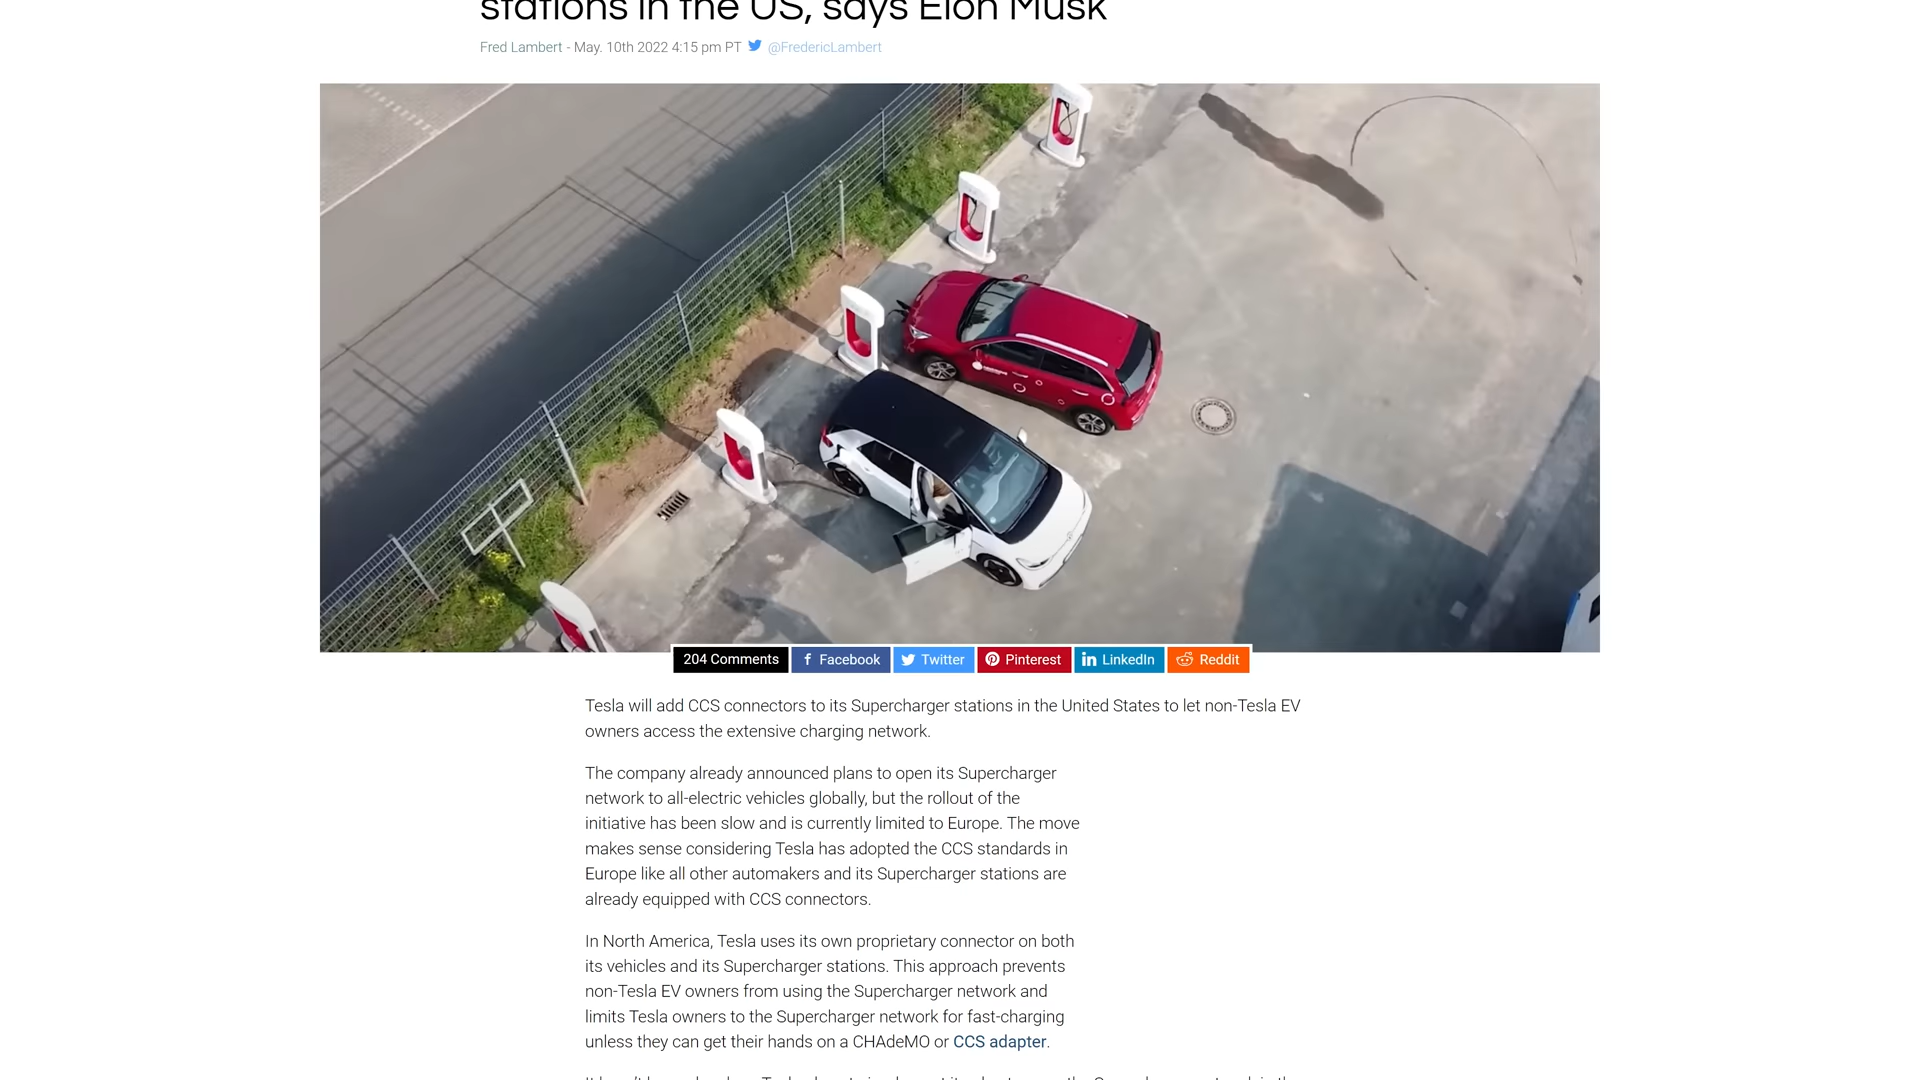 stations in the US, says Elon Musk
Fred Lambert - May. 10th 2022 4:15 pm PT @FredericLambert
204 Comments Facebook Twitter Pinterest LinkedIn Reddit
Tesla will add CCS connectors to its Supercharger stations in the United States to let non-Tesla EV
owners access the extensive charging network.
The company already announced plans to open its Supercharger
network to all-electric vehicles globally, but the rollout of the
initiative has been slow and is currently limited to Europe. The move
makes sense considering Tesla has adopted the CCS standards in
Europe like all other automakers and its Supercharger stations are
already equipped with CCS connectors.
In North America, Tesla uses its own proprietary connector on both
its vehicles and its Supercharger stations. This approach prevents
non-Tesla EV owners from using the Supercharger network and
limits Tesla owners to the Supercharger network for fast-charging
unless they can get their hands on a CHAdeMO or CCS adapter.